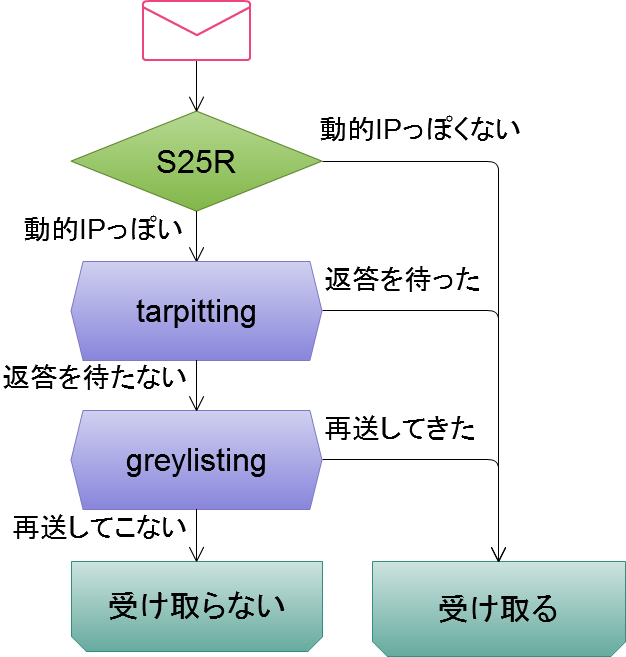 動的IPっぽくない
S25R
動的IPっぽい
返答を待った
tarpitting
返答を待たない
再送してきた
greylisting
再送してこない
受け取らない
受け取る